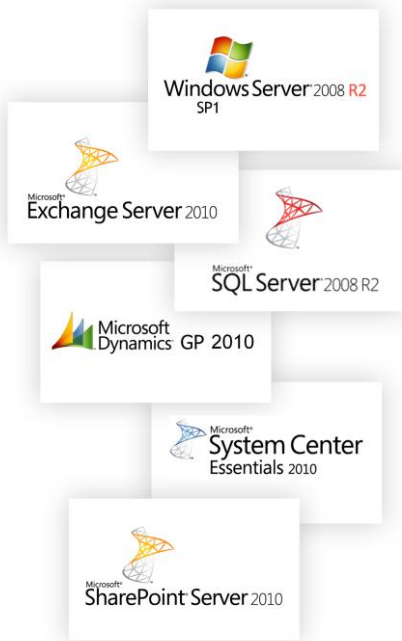 Windows Server® 2008 R2
SP1
Microsoft®
Exchange Server 2010
Microsoft®
SQL Server® 2008 R2
Microsoft
Dynamics® GP 2010
Microsoft®
System Center
Essentials 2010
Microsoft®
SharePoint® Server 2010